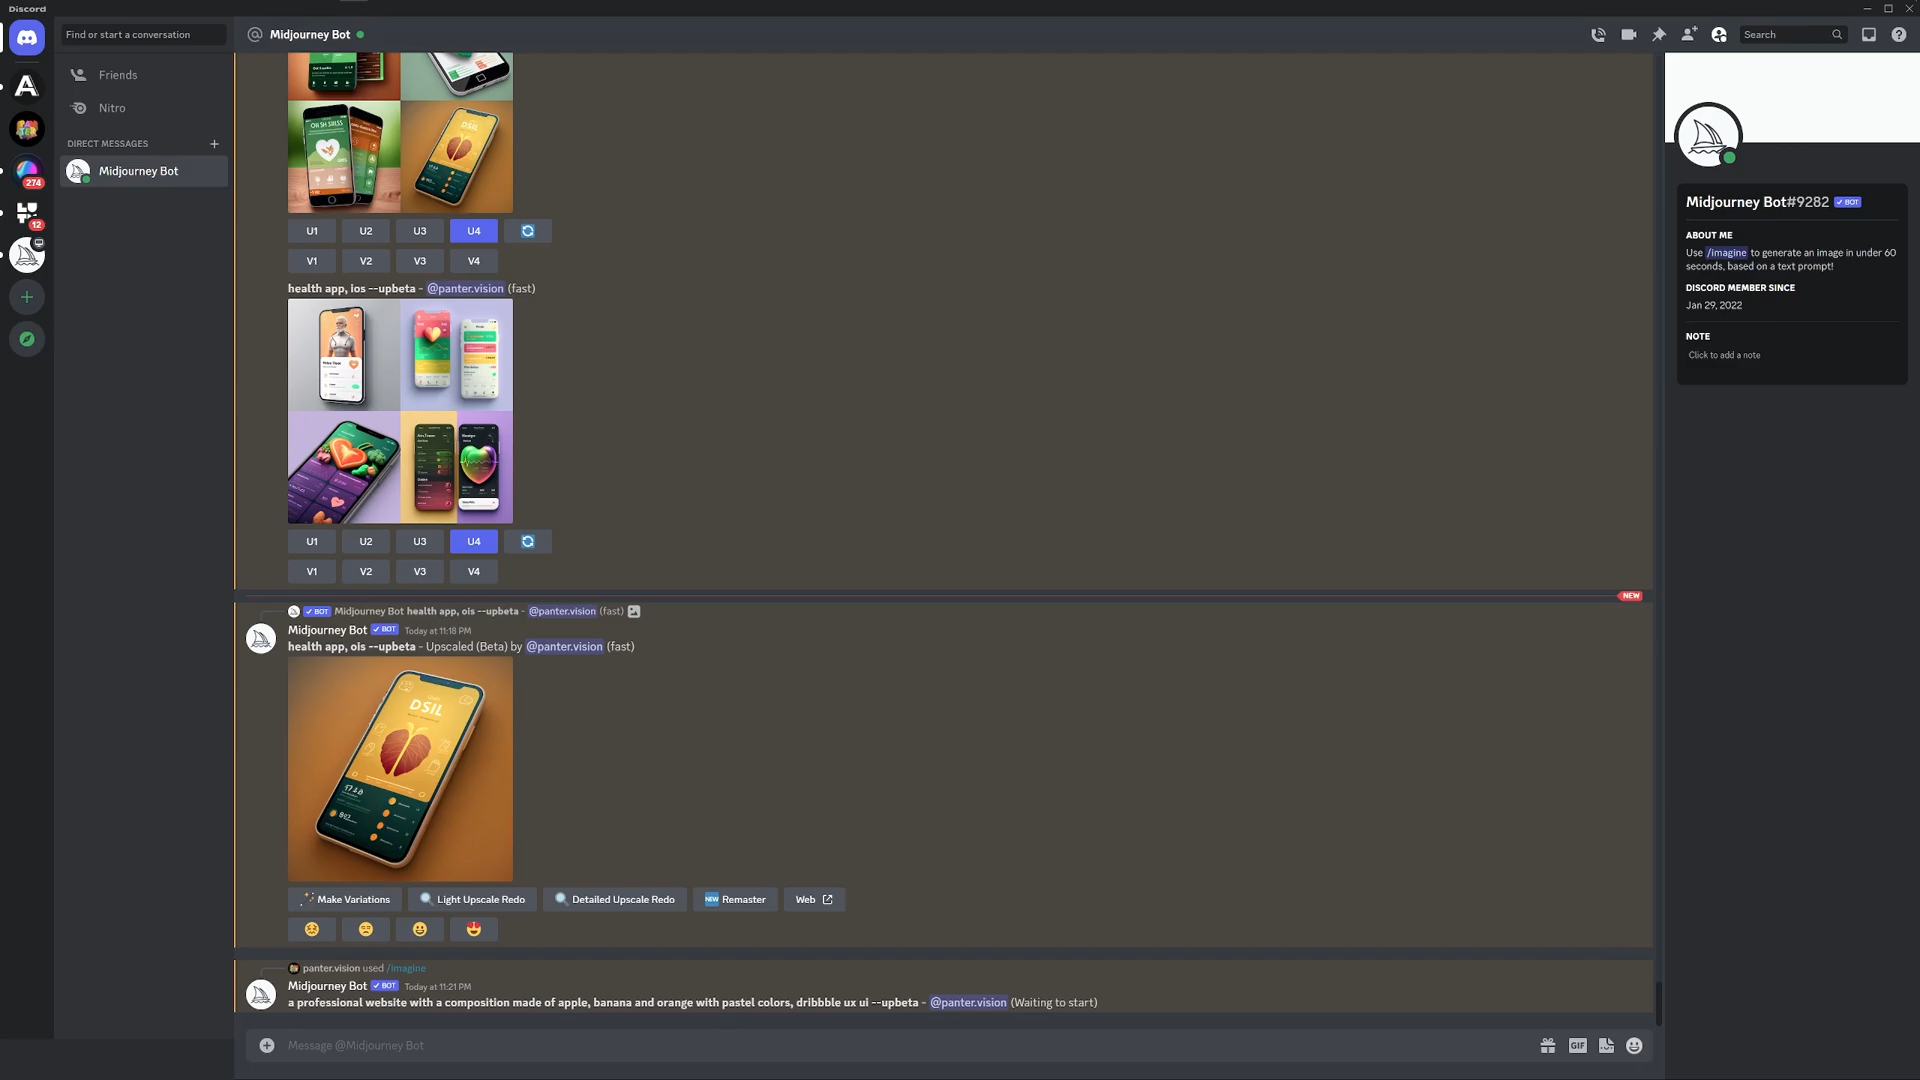 Discord
Find or start a conversation
Midjourney Bot
Search
Friends
Nitro
DIRECT MESSAGES
Midjourney Bot
274
12
DSIL
U1 U2 U3 U4
V1 V2 V3 V4
health app, ios --upbeta - @panter.vision (fast)
U1 U2 U3 U4
V1 V2 V3 V4
NEW
BOT Midjourney Bot health app, ois --upbeta - @panter.vision (fast)
Midjourney Bot BOT Today at 11:18 PM
health app, ois --upbeta - Upscaled (Beta) by @panter.vision (fast)
DSIL
Make Variations Light Upscale Redo Detailed Upscale Redo NEW Remaster Web
panter.vision used /imagine
Midjourney Bot BOT Today at 11:21 PM
a professional website with a composition made of apple, banana and orange with pastel colors, dribbble ux ui --upbeta - @panter.vision (Waiting to start)
Message @Midjourney Bot
GIF
Midjourney Bot#9282 BOT
ABOUT ME
Use /imagine to generate an image in under 60
seconds, based on a text prompt!
DISCORD MEMBER SINCE
Jan 29, 2022
NOTE
Click to add a note